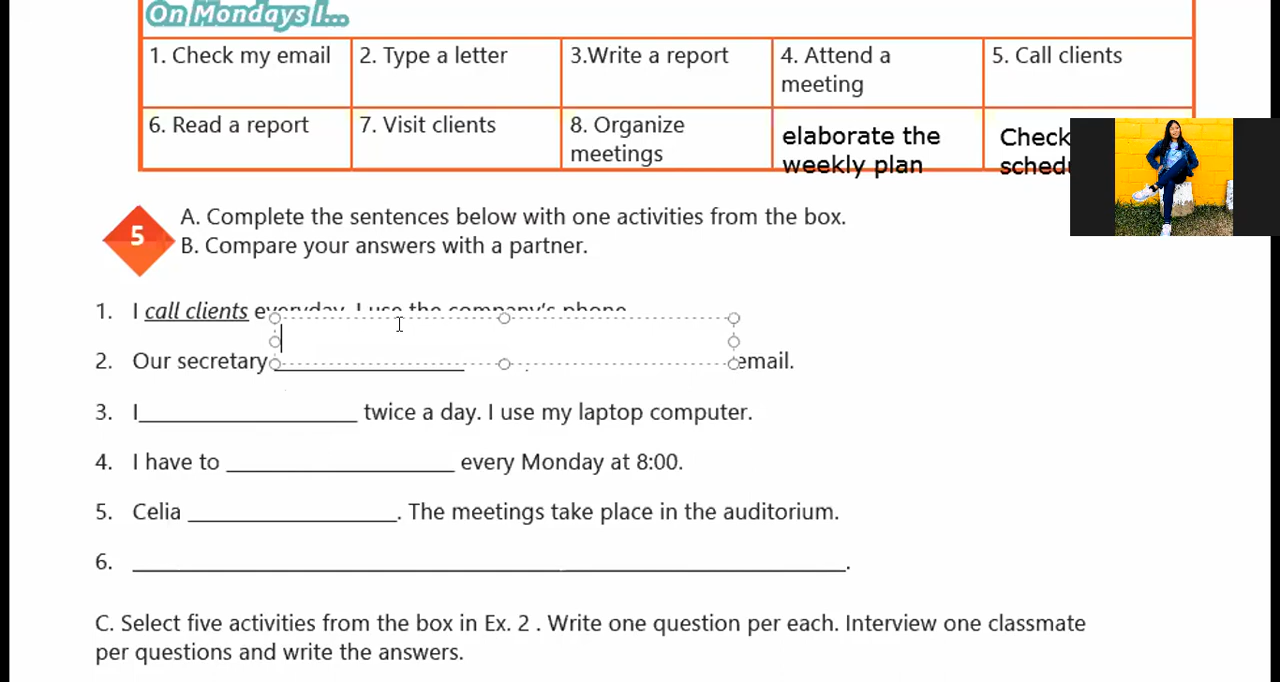 On Mondays I...
1. Check my email 2. Type a letter 3.Write a report 4. Attend a meeting 5. Call clients
6. Read a report 7. Visit clients 8. Organize meetings elaborate the weekly plan Check
5
A. Complete the sentences below with one activities from the box.
B. Compare your answers with a partner.
1. I call clients everyday. I use the company's phone
2. Our secretary email.
3. I twice a day. I use my laptop computer.
4. I have to every Monday at 8:00.
5. Celia . The meetings take place in the auditorium.
6. .
C. Select five activities from the box in Ex. 2 . Write one question per each. Interview one classmate
per questions and write the answers.